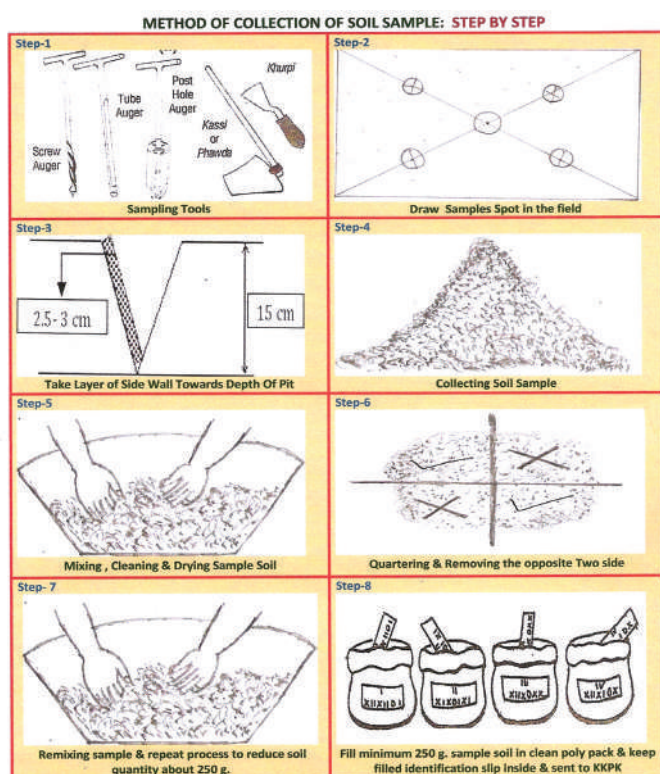 METHOD OF COLLECTION OF SOIL SAMPLE: STEP BY STEP
Step-1
Screw
Auger
Tube
Auger
Post
Hole
Auger
Kassi
or
Phawda
Khurpi
Sampling Tools
Step-2
Draw Samples Spot in the field
Step-3
2.5- 3 cm
15 cm
Take Layer of Side Wall Towards Depth Of Pit
Step-4
Collecting Soil Sample
Step-5
Mixing , Cleaning & Drying Sample Soil
Step-6
Quartering & Removing the opposite Two side
Step- 7
Remixing sample & repeat process to reduce soil
quantity about 250 g.
Step-8
I
II
III
IV
Fill minimum 250 g. sample soil in clean poly pack & keep
filled identification slip inside & sent to KKPK